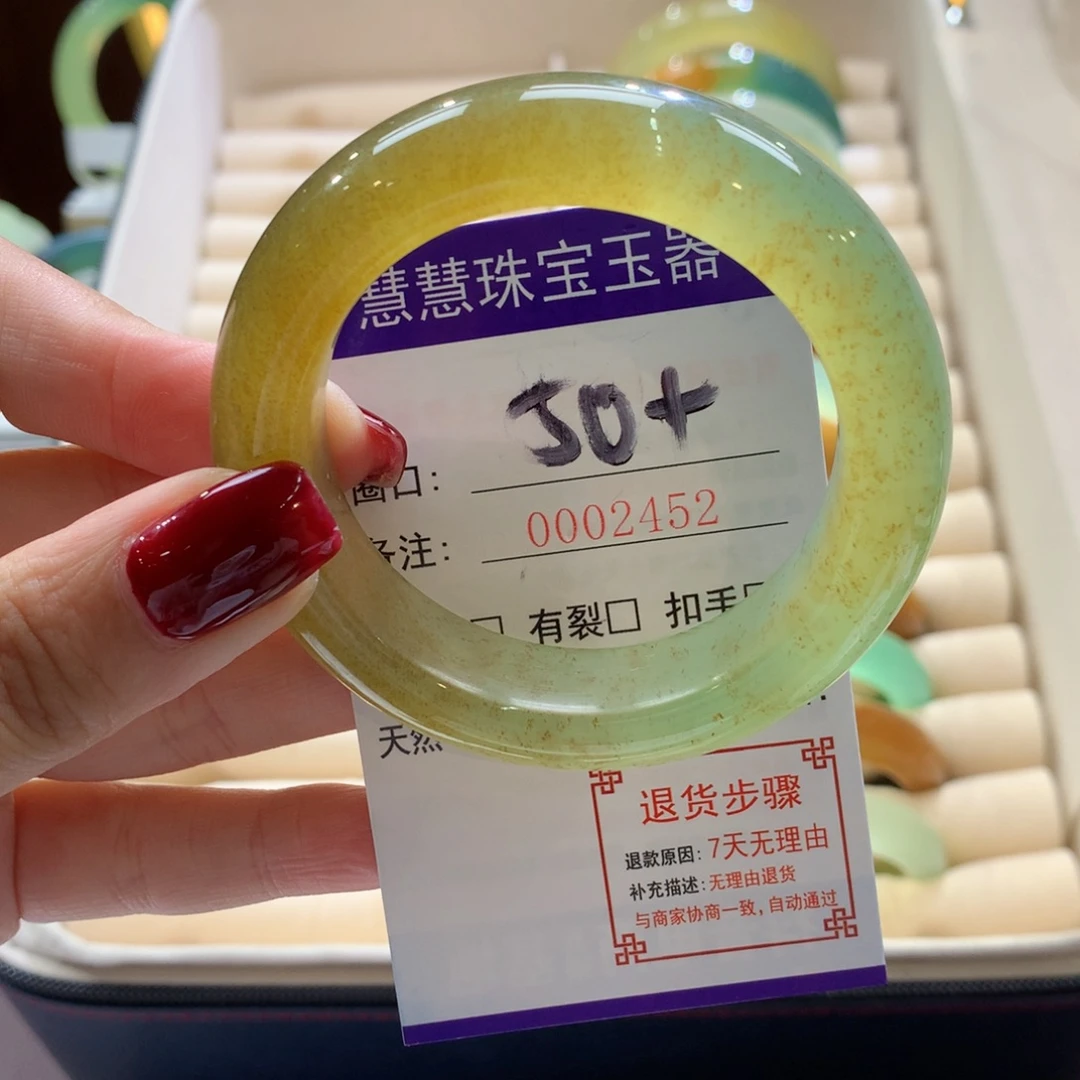 慧慧珠宝玉器
50+
圈口:
0002452
备注:
有裂□ 扣手□
天然
退货步骤
退款原因: 7天无理由
补充描述: 无理由退货
与商家协商一致, 自动通过